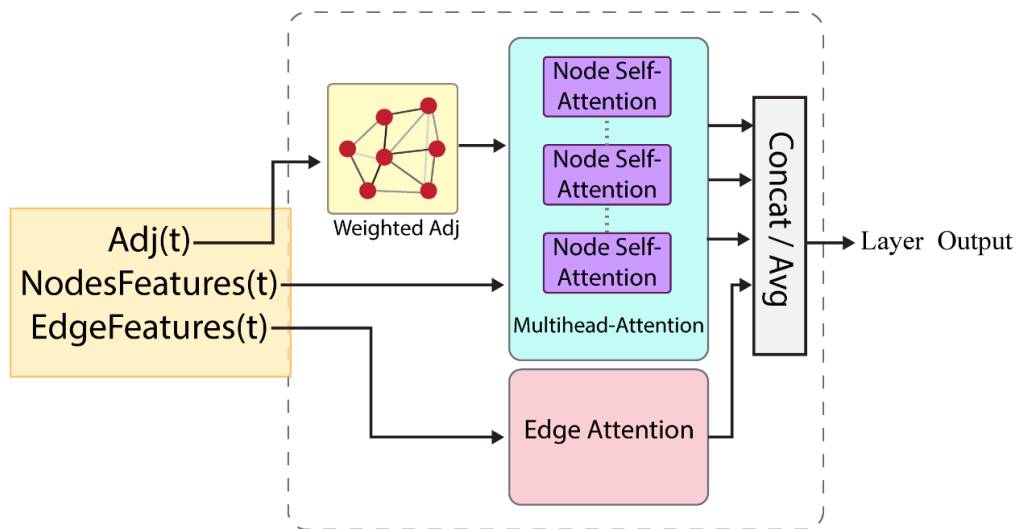 Adj(t)
NodesFeatures(t)
EdgeFeatures(t)
Weighted Adj
Node Self-
Attention
Node Self-
Attention
Node Self-
Attention
Multihead-Attention
Edge Attention
Concat / Avg
Layer Output